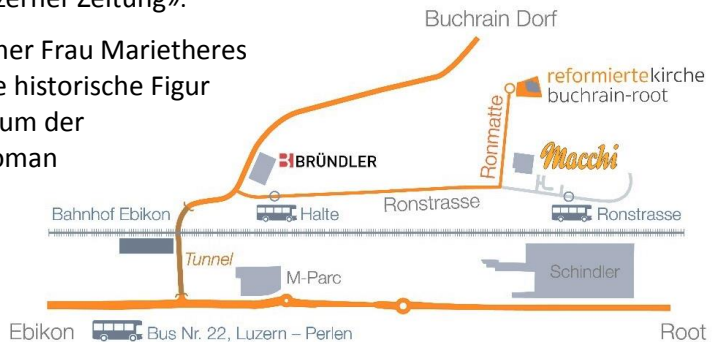 zerner Zeitung».
ner Frau Marietheres
e historische Figur
um der
oman
Buchrain Dorf
reformiertekirche
buchrain-root
Ronmatte
Macchi
BRÜNDLER
Halte
Ronstrasse
Ronstrasse
Bahnhof Ebikon
Tunnel
M-Parc
Schindler
Ebikon
Bus Nr. 22, Luzern – Perlen
Root